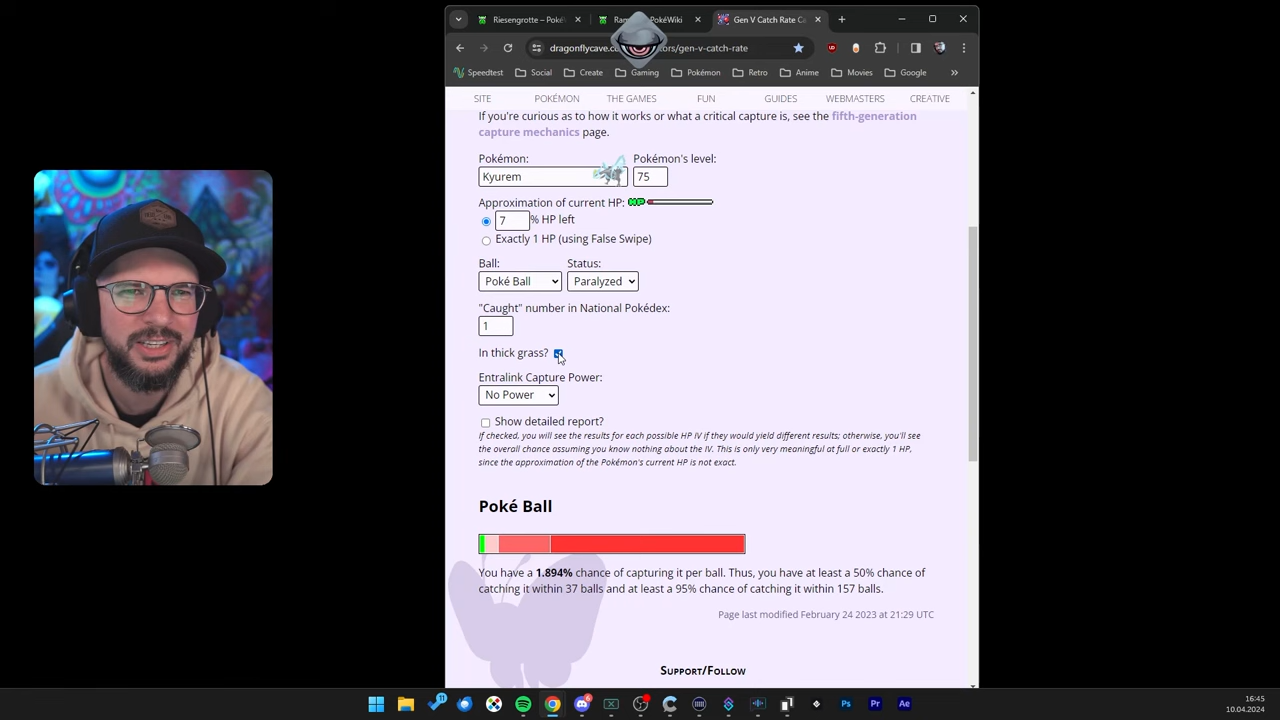 Riesengrotte – Poké
Ra
PokéWiki
Gen V Catch Rate Ca
dragonflycave.co
ors/gen-v-catch-rate
Speedtest
Social
Create
Gaming
Pokémon
Retro
Anime
Movies
Google
SITE
POKÉMON
THE GAMES
FUN
GUIDES
WEBMASTERS
CREATIVE
If you're curious as to how it works or what a critical capture is, see the fifth-generation
capture mechanics page.
Pokémon:
Pokémon's level:
Kyurem
75
Approximation of current HP:
HP
7
% HP left
Exactly 1 HP (using False Swipe)
Ball:
Status:
Poké Ball
Paralyzed
"Caught" number in National Pokédex:
1
In thick grass?
Entralink Capture Power:
No Power
Show detailed report?
If checked, you will see the results for each possible HP IV if they would yield different results; otherwise, you'll see
the overall chance assuming you know nothing about the IV. This is only very meaningful at full or exactly 1 HP,
since the approximation of the Pokémon's current HP is not exact.
Poké Ball
You have a 1.894% chance of capturing it per ball. Thus, you have at least a 50% chance of
catching it within 37 balls and at least a 95% chance of catching it within 157 balls.
Page last modified February 24 2023 at 21:29 UTC
Support/Follow
11
Ps
Pr
Ae
16:45
10.04.2024